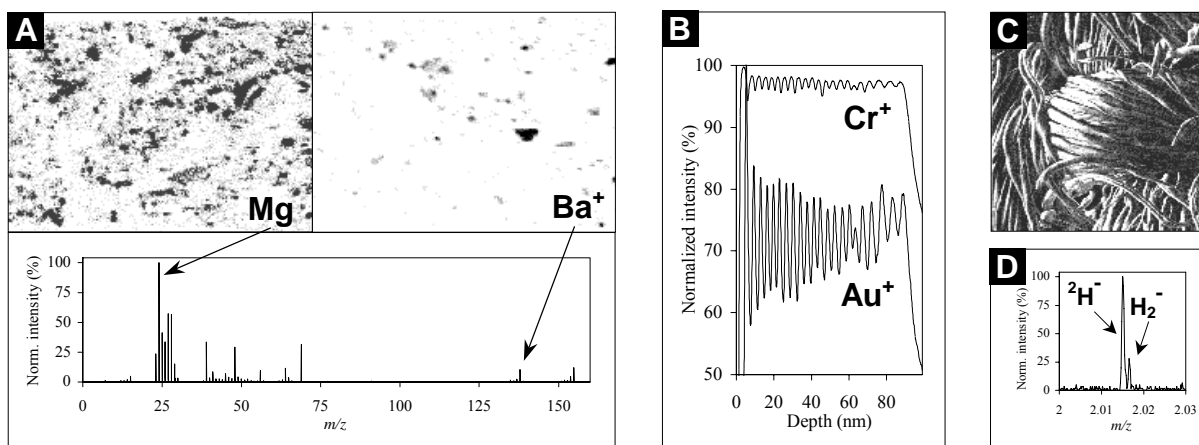 A
Mg
Ba+
Norm. intensity (%)
100
75
50
25
0
0
25
50
75
100
125
150
m/z
B
100
90
80
70
60
50
Normalized intensity (%)
Cr+
Au+
0
20
40
60
80
Depth (nm)
C
D
Norm. intensity (%)
100
75
50
25
0
²H⁻
H₂⁻
2
2.01
2.02
2.03
m/z